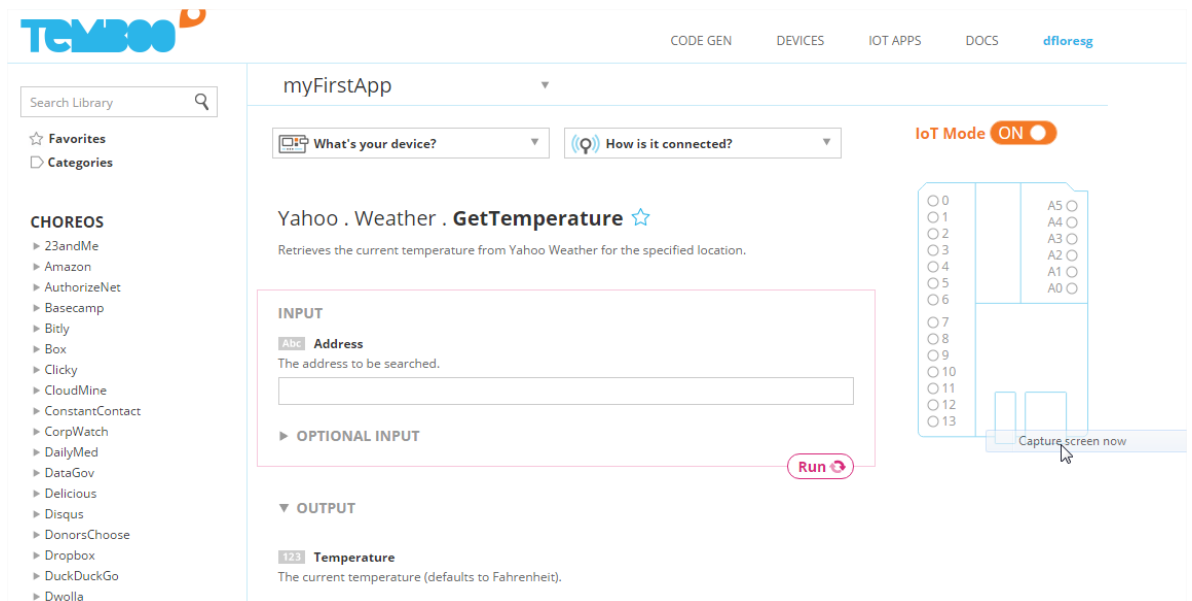 TEMBOO
CODE GEN
DEVICES
IOT APPS
DOCS
dfloresg
Search Library
Favorites
Categories
CHOREOS
23andMe
Amazon
AuthorizeNet
Basecamp
Bitly
Box
Clicky
CloudMine
ConstantContact
CorpWatch
DailyMed
DataGov
Delicious
Disqus
DonorsChoose
Dropbox
DuckDuckGo
Dwolla
myFirstApp
What's your device?
How is it connected?
Yahoo . Weather . GetTemperature
Retrieves the current temperature from Yahoo Weather for the specified location.
INPUT
Abc Address
The address to be searched.
OPTIONAL INPUT
Run
OUTPUT
123 Temperature
The current temperature (defaults to Fahrenheit).
IoT Mode ON
0
1
2
3
4
5
6
7
8
9
10
11
12
13
A5
A4
A3
A2
A1
A0
Capture screen now